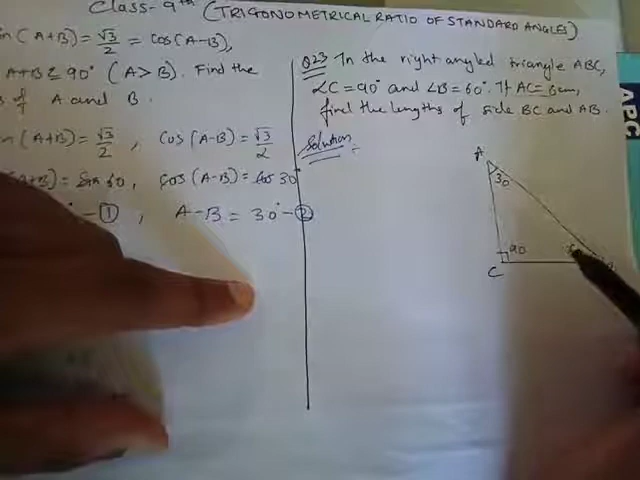 Class-9th (TRIGONOMETRICAL RATIO OF STANDARD ANGLES)
in(A+B)=√3/2 = cos(A-B),
A+B≤90° (A>B). Find the
s of A and B.
n(A+B)=√3/2 , cos(A-B)=√3/2
(A+B)= Sin 60, cos(A-B)=cos 30
° -①, A-B = 30° -②
Q23 In the right angled triangle ABC,
∠C=90° and ∠B=60°. If AC=6cm,
find the lengths of side BC and AB.
Solution:-
A
30
90
C
APC